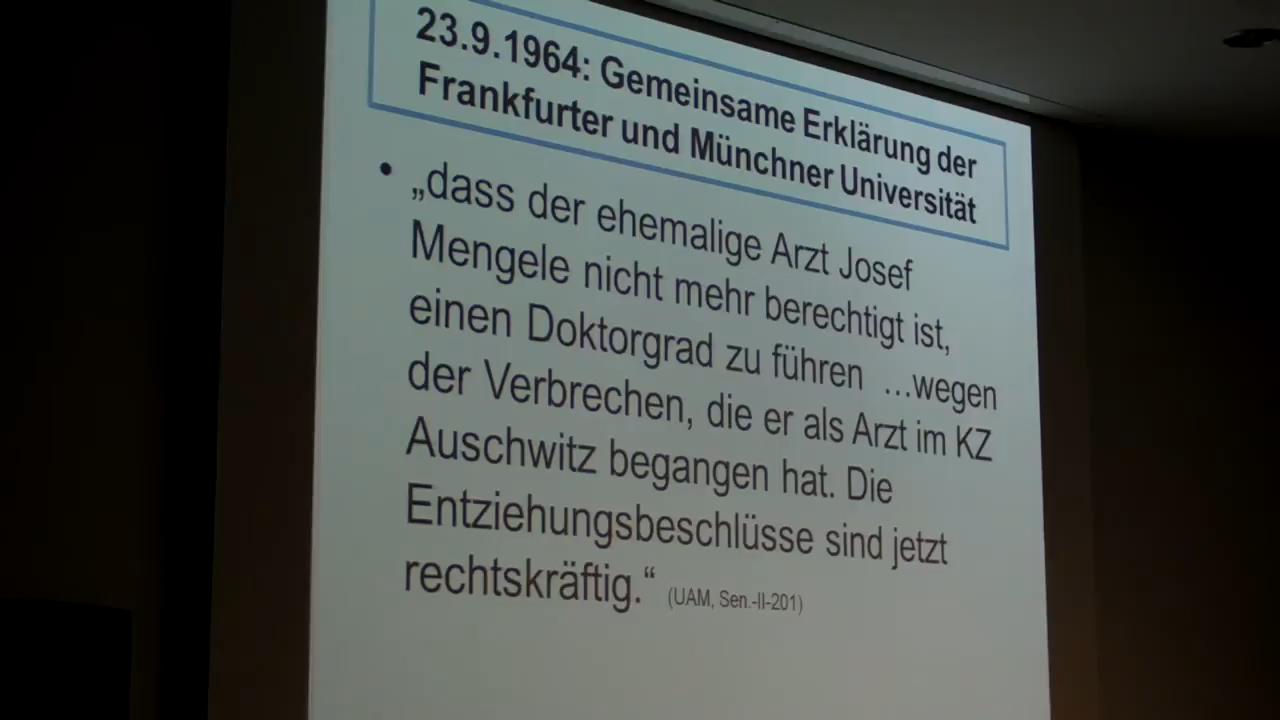 23.9.1964: Gemeinsame Erklärung der
Frankfurter und Münchner Universität
• „dass der ehemalige Arzt Josef
Mengele nicht mehr berechtigt ist,
einen Doktorgrad zu führen …wegen
der Verbrechen, die er als Arzt im KZ
Auschwitz begangen hat. Die
Entziehungsbeschlüsse sind jetzt
rechtskräftig.“ (UAM, Sen.-II-201)